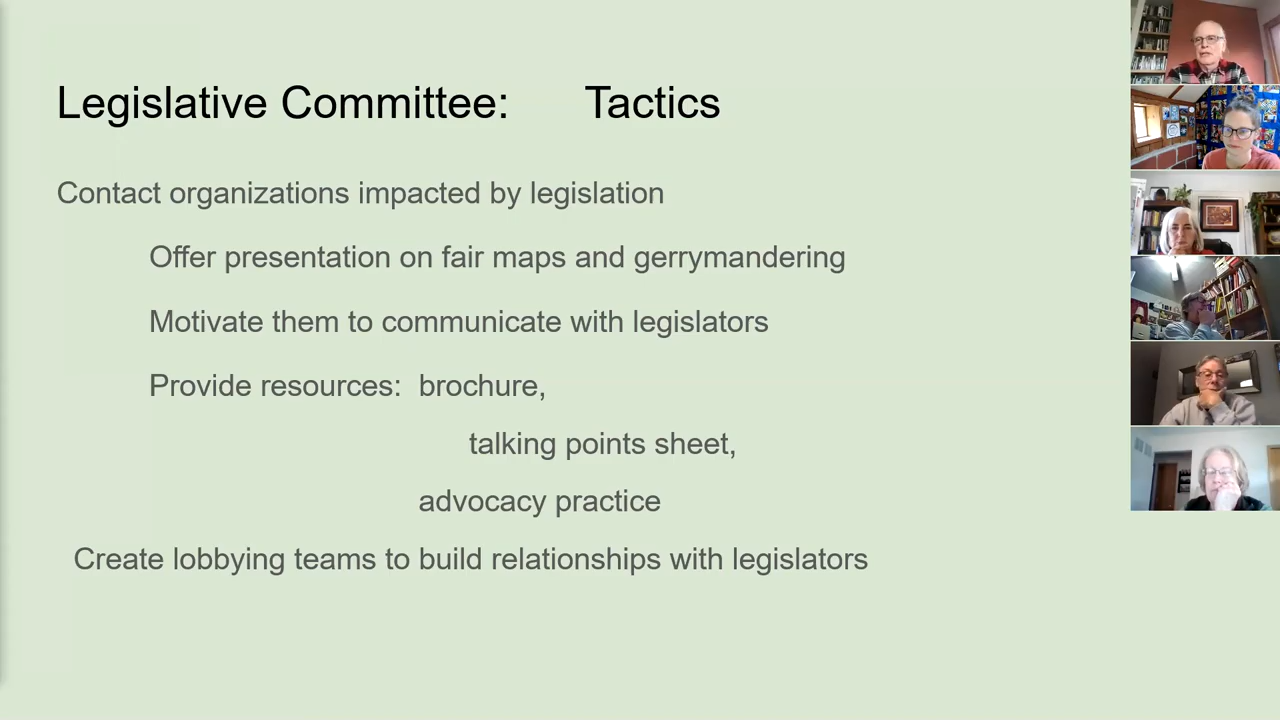 Legislative Committee: Tactics
Contact organizations impacted by legislation
Offer presentation on fair maps and gerrymandering
Motivate them to communicate with legislators
Provide resources: brochure,
talking points sheet,
advocacy practice
Create lobbying teams to build relationships with legislators